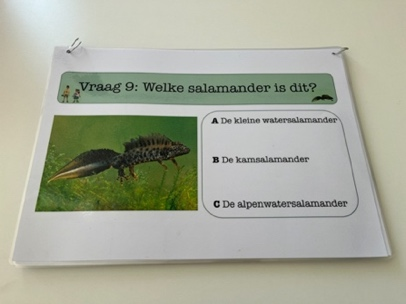 Vraag 9: Welke salamander is dit?
A De kleine watersalamander
B De kamsalamander
C De alpenwatersalamander